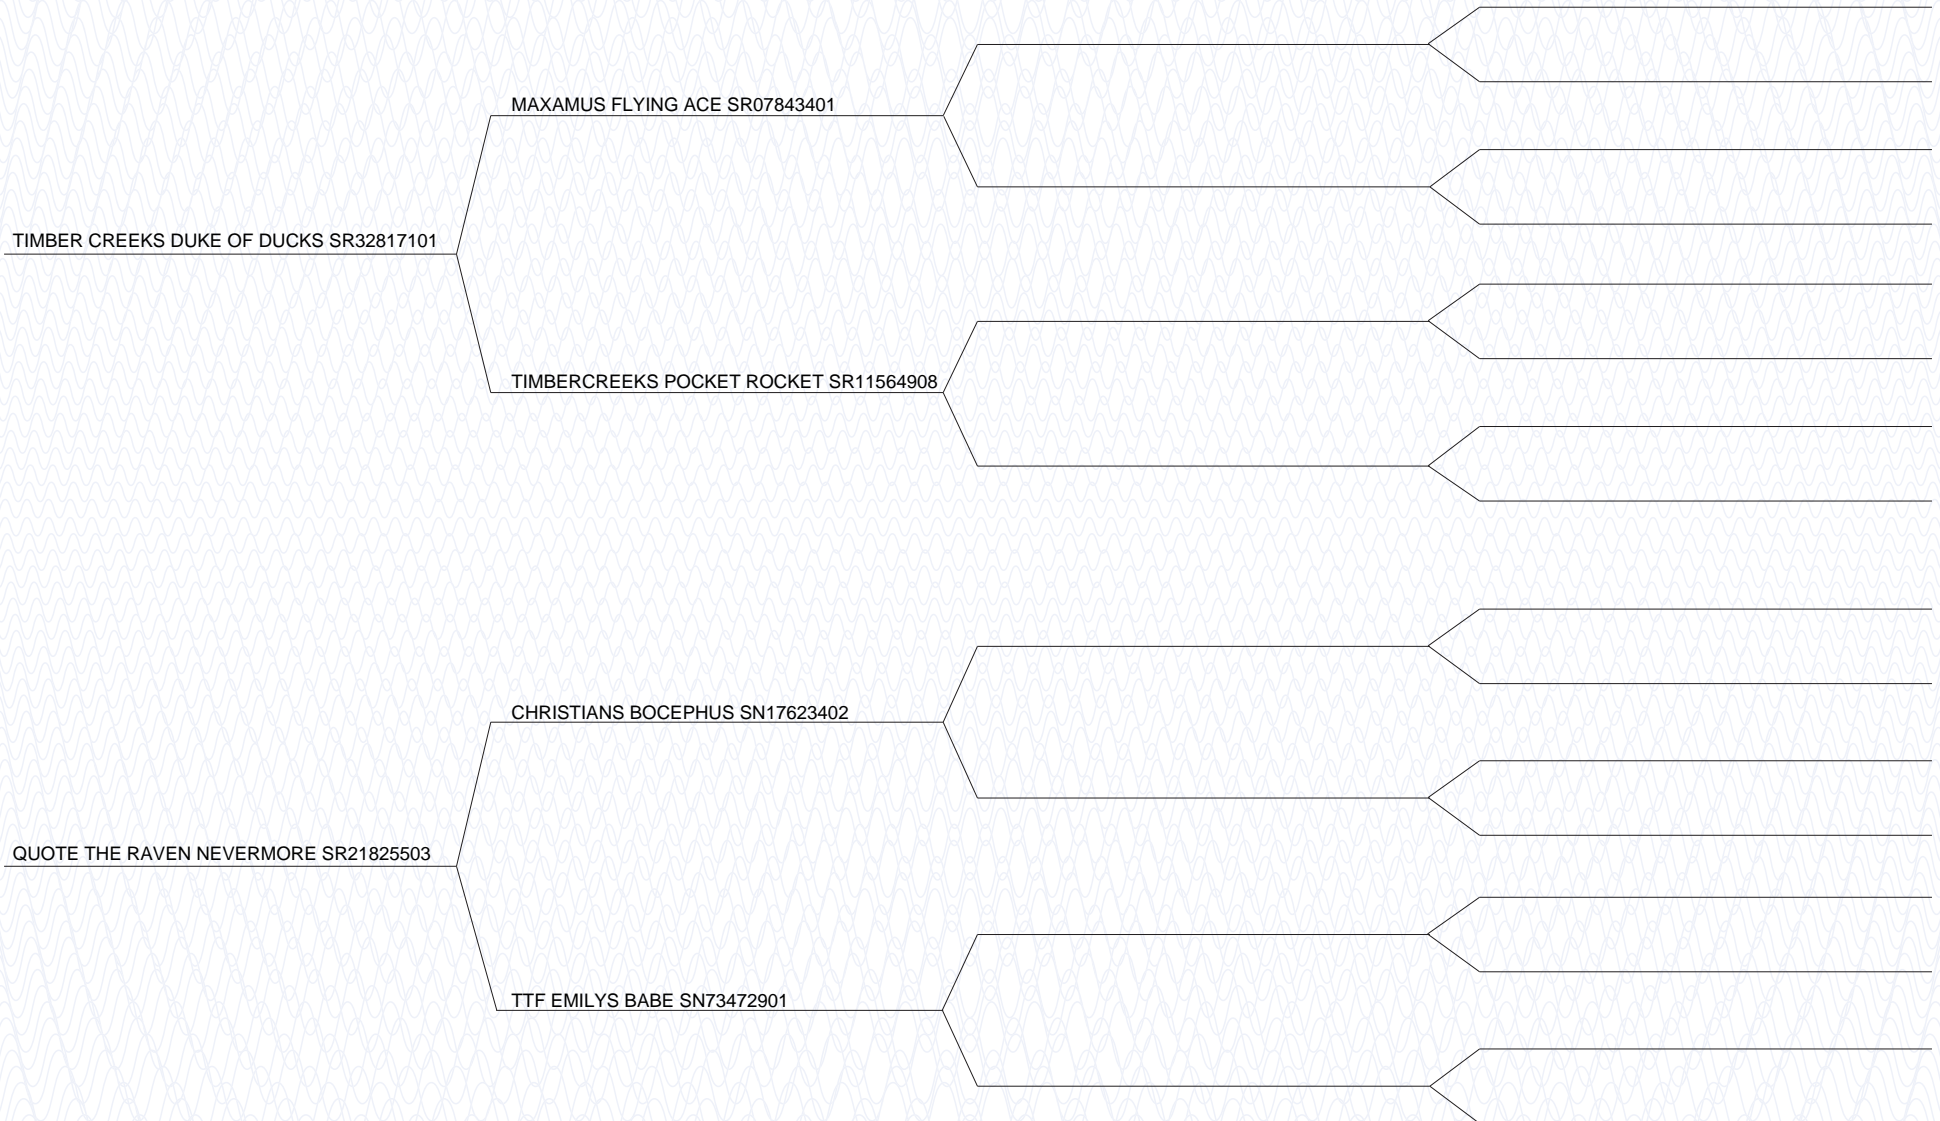 MAXAMUS FLYING ACE SR07843401
TIMBER CREEKS DUKE OF DUCKS SR32817101
TIMBERCREEKS POCKET ROCKET SR11564908
CHRISTIANS BOCEPHUS SN17623402
QUOTE THE RAVEN NEVERMORE SR21825503
TTF EMILYS BABE SN73472901